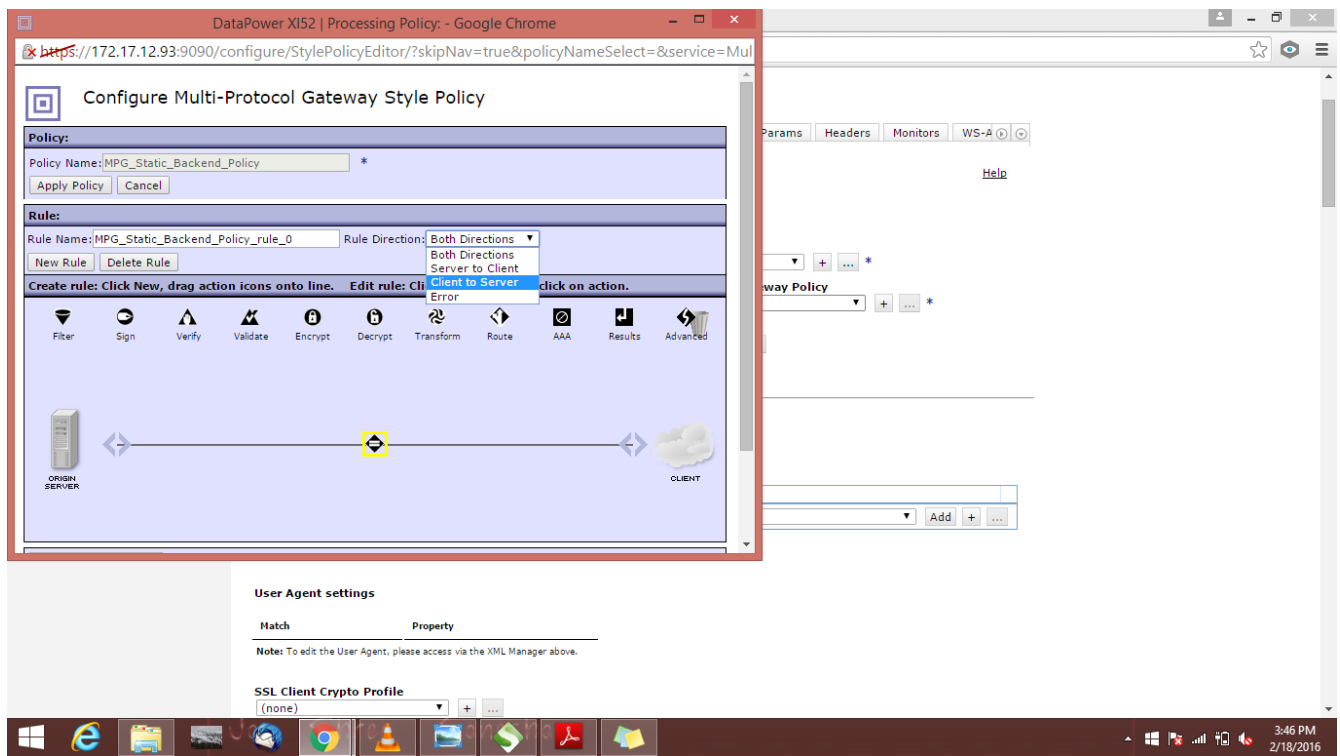 DataPower XI52 | Processing Policy: - Google Chrome
https://172.17.12.93:9090/configure/StylePolicyEditor/?skipNav=true&policyNameSelect=&service=Mul
Configure Multi-Protocol Gateway Style Policy
Policy:
Policy Name: MPG_Static_Backend_Policy *
Apply Policy Cancel
Rule:
Rule Name: MPG_Static_Backend_Policy_rule_0 Rule Direction: Both Directions
Both Directions
Server to Client
Client to Server
Error
New Rule Delete Rule
Create rule: Click New, drag action icons onto line. Edit rule: Cli click on action.
Filter Sign Verify Validate Encrypt Decrypt Transform Route AAA Results Advanced
ORIGIN SERVER
CLIENT
Params Headers Monitors WS-A
Help
+ ... *
way Policy
+ ... *
Add + ...
User Agent settings
Match Property
Note: To edit the User Agent, please access via the XML Manager above.
SSL Client Crypto Profile
(none) + ...
3:46 PM
2/18/2016